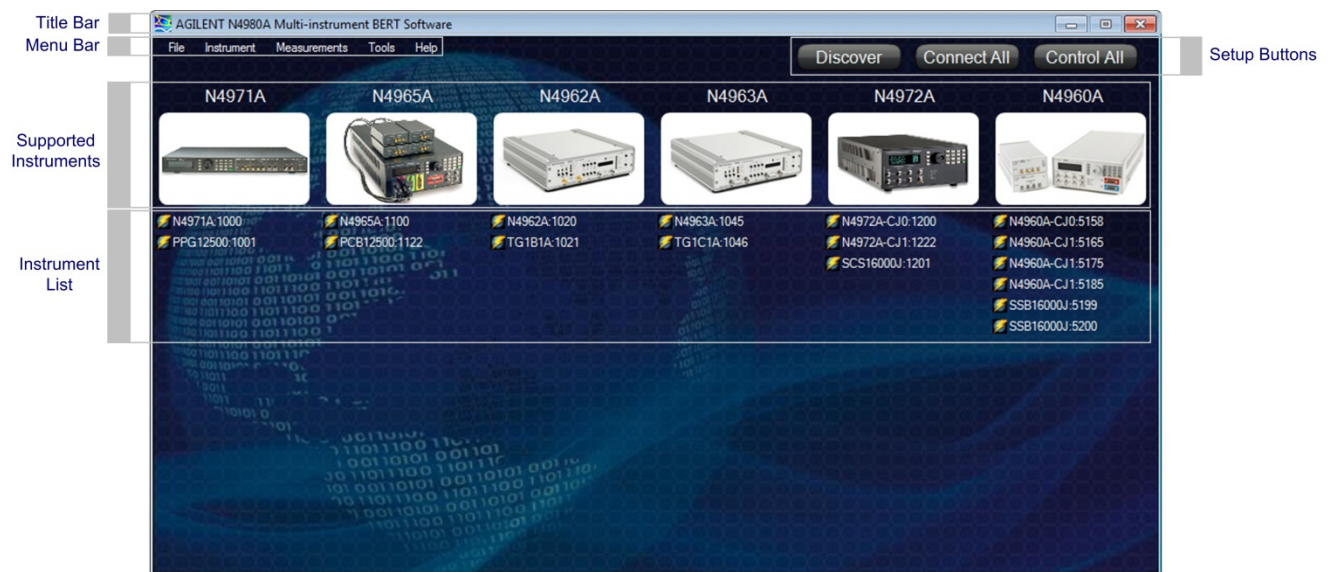 Title Bar
AGILENT N4980A Multi-instrument BERT Software
Menu Bar
File Instrument Measurements Tools Help
Discover Connect All Control All
Setup Buttons
N4971A N4965A N4962A N4963A N4972A N4960A
Supported
Instruments
Instrument
List
N4971A:1000 N4965A:1100 N4962A:1020 N4963A:1045 N4972A-CJ0:1200 N4960A-CJ0:5158
PPG12500:1001 PCB12500:1122 TG1B1A:1021 TG1C1A:1046 N4972A-CJ1:1222 N4960A-CJ1:5165
SCS16000J:1201 N4960A-CJ1:5175
N4960A-CJ1:5185
SSB16000J:5199
SSB16000J:5200